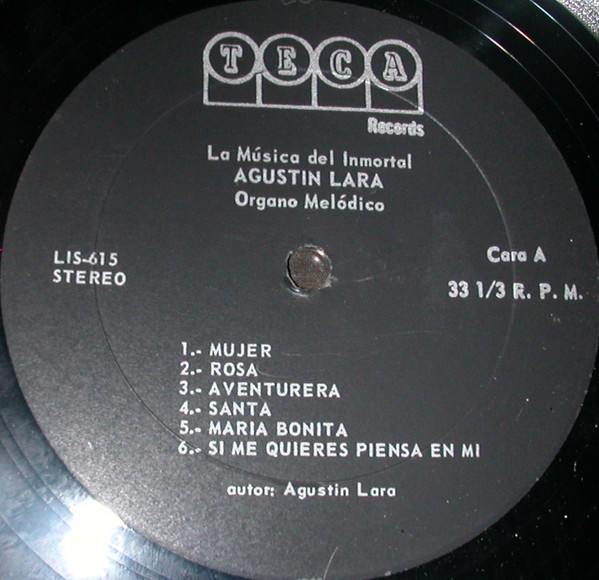 TECA
Records
La Música del Inmortal
AGUSTIN LARA
Organo Melódico
LIS-615
STEREO
Cara A
33 1/3 R. P. M.
1.- MUJER
2.- ROSA
3.- AVENTURERA
4.- SANTA
5.- MARIA BONITA
6.- SI ME QUIERES PIENSA EN MI
autor: Agustin Lara